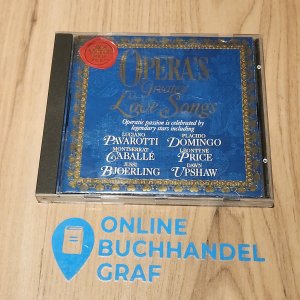 OPERA'S
Greatest
Love Songs
Operatic passion is celebrated by
legendary stars including
LUCIANO
PAVAROTTI
PLACIDO
DOMINGO
MONTSERRAT
CABALLÉ
LEONTYNE
PRICE
JUSSI
BJOERLING
DAWN
UPSHAW
ONLINE
BUCHHANDEL
GRAF